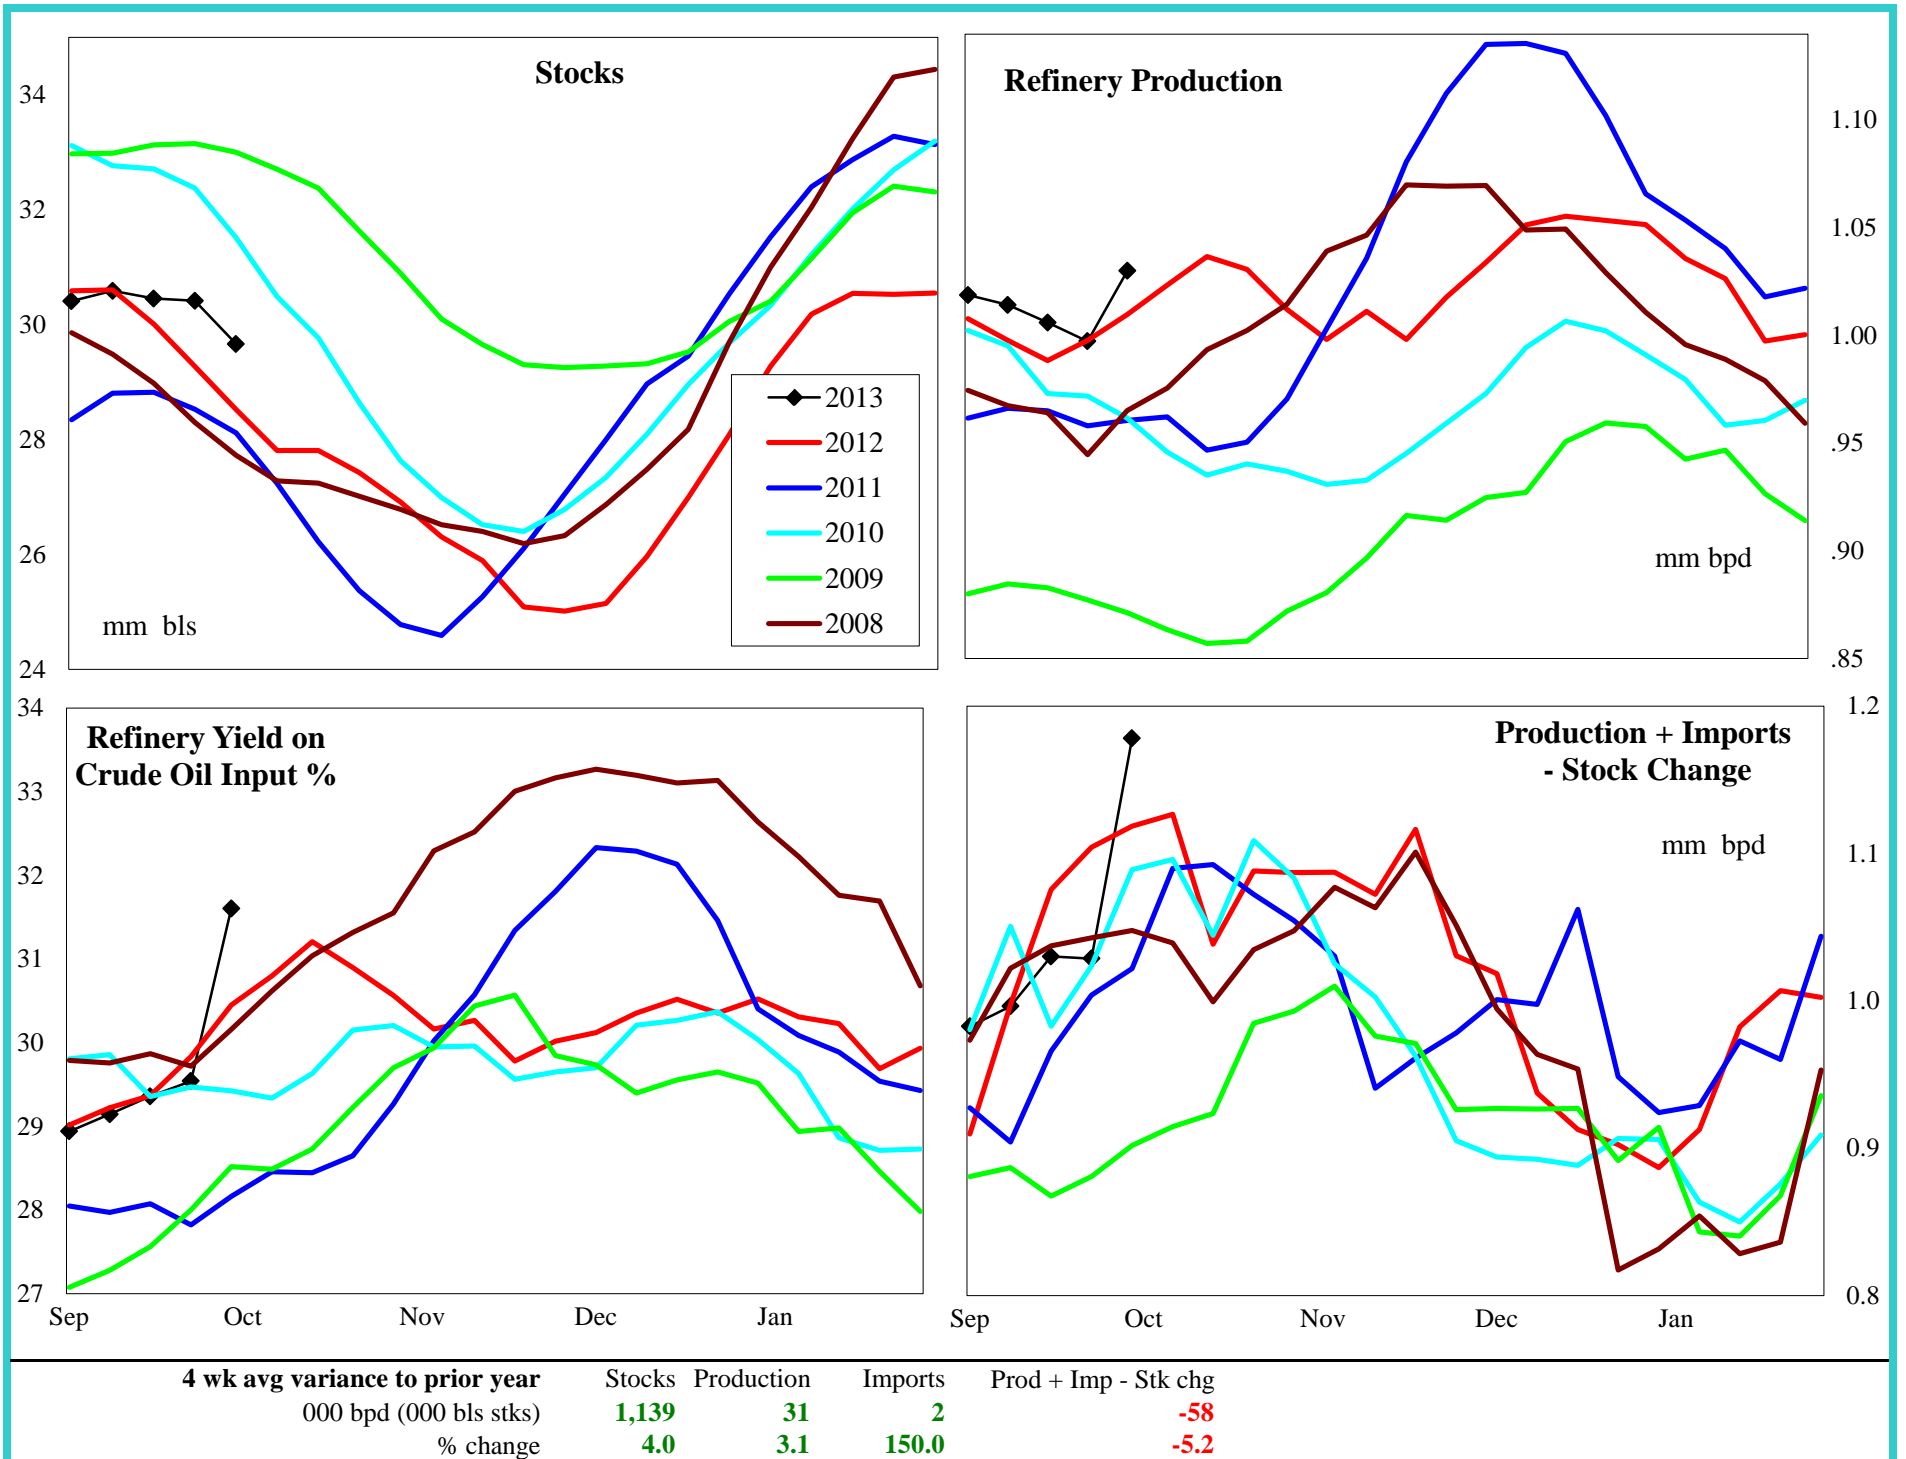 Stocks
34
32
30
28
26
24
mm bls
2013
2012
2011
2010
2009
2008
Refinery Production
1.10
1.05
1.00
.95
.90
.85
mm bpd
Refinery Yield on
Crude Oil Input %
34
33
32
31
30
29
28
27
Sep Oct Nov Dec Jan
Production + Imports
- Stock Change
mm bpd
1.2
1.1
1.0
0.9
0.8
Sep Oct Nov Dec Jan
4 wk avg variance to prior year Stocks Production Imports Prod + Imp - Stk chg
000 bpd (000 bls stks) 1,139 31 2 -58
% change 4.0 3.1 150.0 -5.2